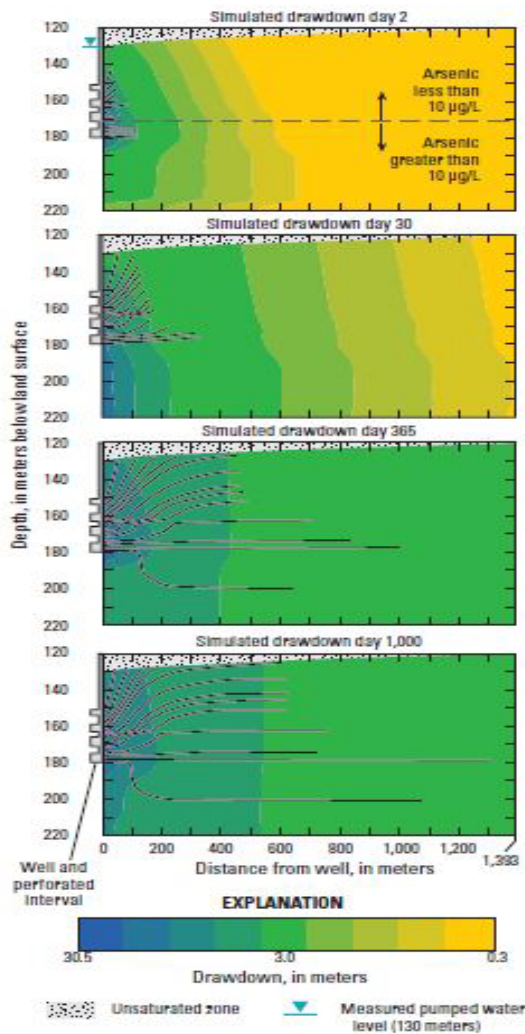 Simulated drawdown day 2
120
130
140
150
160
170
180
190
200
210
220
Arsenic
less than
10 µg/L
Arsenic
greater than
10 µg/L
Simulated drawdown day 30
120
140
160
180
200
220
Depth, in meters below land surface
Simulated drawdown day 365
120
140
160
180
200
220
Simulated drawdown day 1,000
120
140
160
180
200
220
0 200 400 600 800 1,000 1,200
1,393
Distance from well, in meters
Well and
perforated
interval
EXPLANATION
30.5 3.0 0.3
Drawdown, in meters
Unsaturated zone
Measured pumped water
level (130 meters)